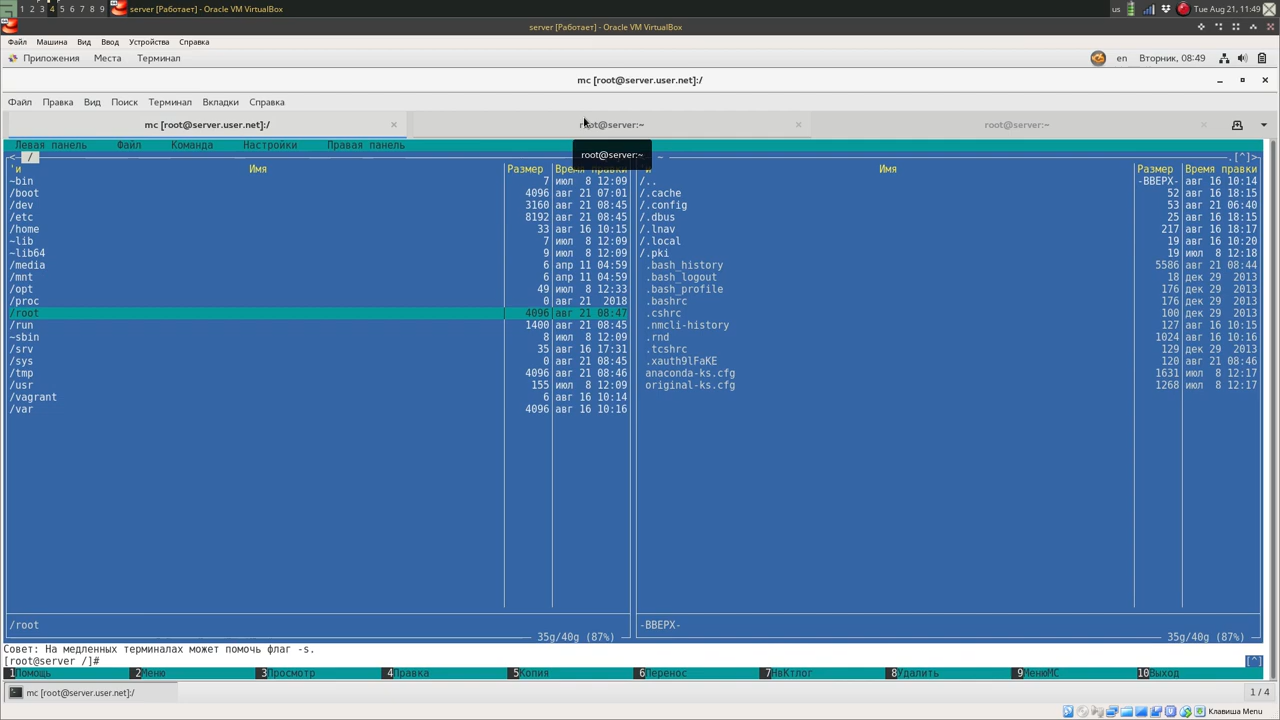 1 2 3 4 5 6 7 8 9 server [Работает] - Oracle VM VirtualBox us Tue Aug 21, 11:49
server [Работает] - Oracle VM VirtualBox
Файл Машина Вид Ввод Устройства Справка
Приложения Места Терминал en Вторник, 08:49
mc [root@server.user.net]:/
Файл Правка Вид Поиск Терминал Вкладки Справка
mc [root@server.user.net]:/ root@server:~ root@server:~
Левая панель Файл Команда Настройки Правая панель
root@server:~
<─ / ~ .[^]>
'и Имя Размер Время правки 'и Имя Размер Время правки
~bin 7 июл 8 12:09 /.. -ВВЕРХ- авг 16 10:14
/boot 4096 авг 21 07:01 /.cache 52 авг 16 18:15
/dev 3160 авг 21 08:45 /.config 53 авг 21 06:40
/etc 8192 авг 21 08:45 /.dbus 25 авг 16 18:15
/home 33 авг 16 10:15 /.lnav 217 авг 16 18:17
~lib 7 июл 8 12:09 /.local 19 авг 16 10:20
~lib64 9 июл 8 12:09 /.pki 19 июл 8 12:18
/media 6 апр 11 04:59 .bash_history 5586 авг 21 08:44
/mnt 6 апр 11 04:59 .bash_logout 18 дек 29 2013
/opt 49 июл 8 12:33 .bash_profile 176 дек 29 2013
/proc 0 авг 21 2018 .bashrc 176 дек 29 2013
/root 4096 авг 21 08:47 .cshrc 100 дек 29 2013
/run 1400 авг 21 08:45 .nmcli-history 127 авг 16 10:15
~sbin 8 июл 8 12:09 .rnd 1024 авг 16 10:16
/srv 35 авг 16 17:31 .tcshrc 129 дек 29 2013
/sys 0 авг 21 08:45 .xauth9lFaKE 120 авг 21 08:46
/tmp 4096 авг 21 08:46 anaconda-ks.cfg 1631 июл 8 12:17
/usr 155 июл 8 12:09 original-ks.cfg 1268 июл 8 12:17
/vagrant 6 авг 16 10:14
/var 4096 авг 16 10:16
/root -ВВЕРХ-
35g/40g (87%) 35g/40g (87%)
Совет: На медленных терминалах может помочь флаг -s.
[root@server /]# [^]
1Помощь 2Меню 3Просмотр 4Правка 5Копия 6Перенос 7НвКтлог 8Удалить 9МенюМС 10Выход
mc [root@server.user.net]:/ 1 / 4
Клавиша Menu